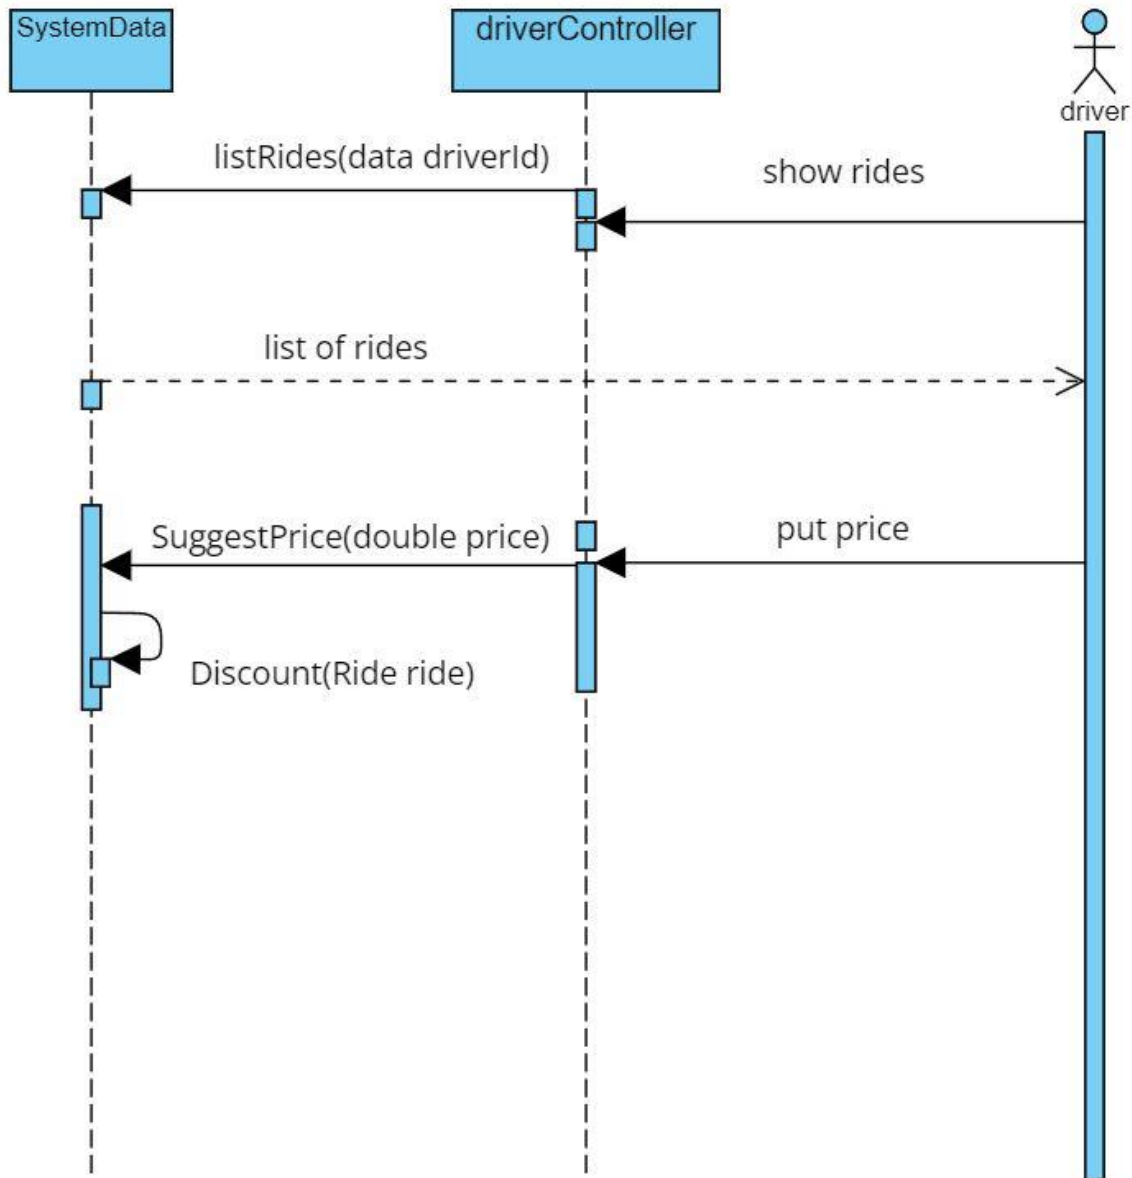 SystemData
driverController
driver
listRides(data driverId)
show rides
list of rides
SuggestPrice(double price)
put price
Discount(Ride ride)